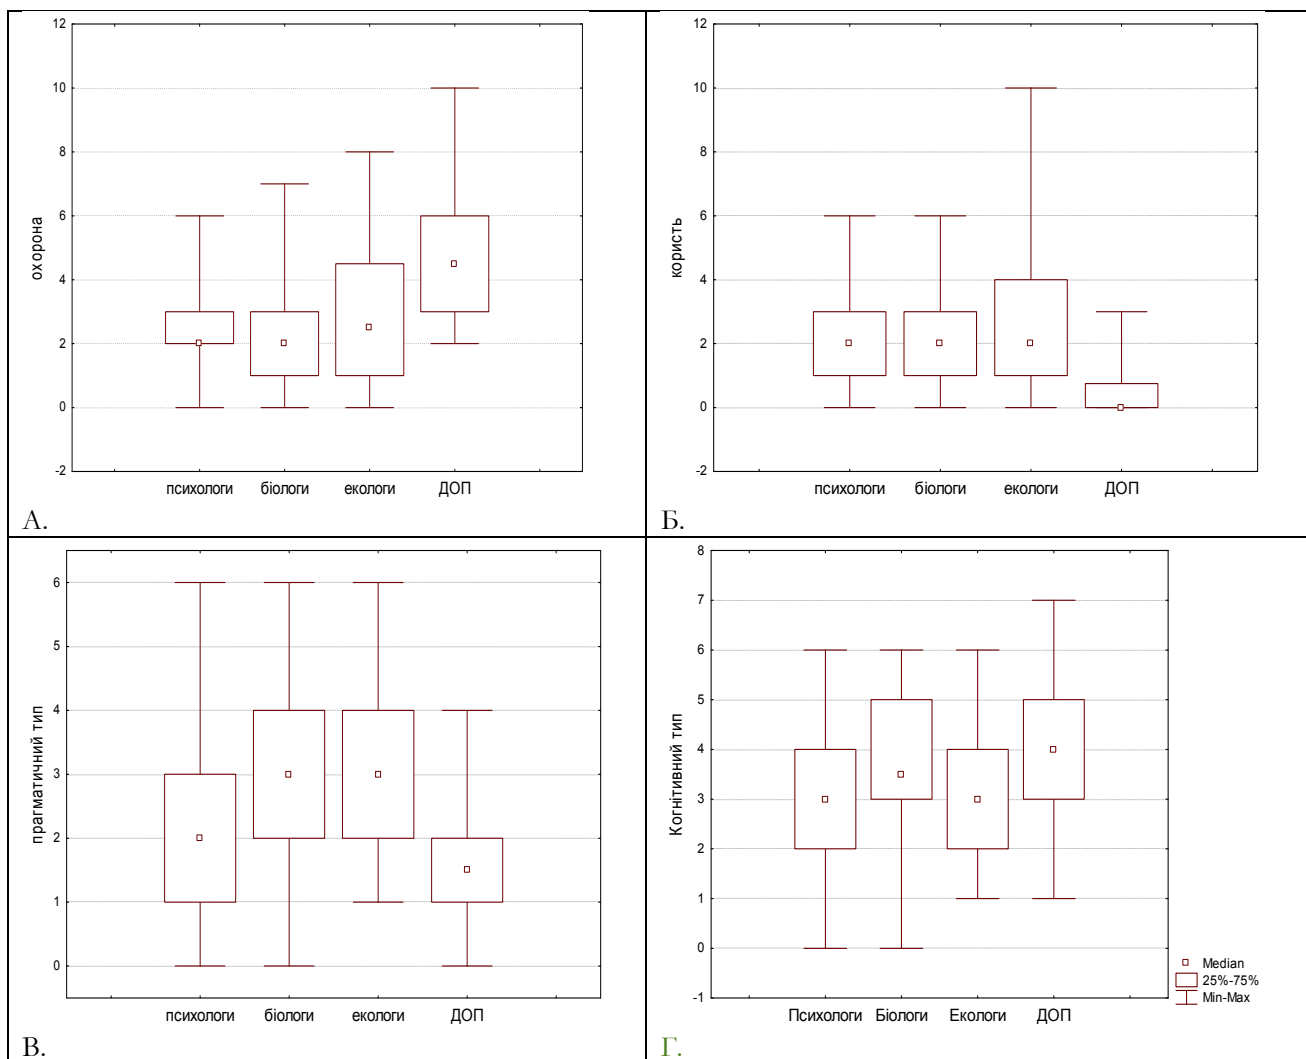 12
10
8
6
4
2
0
-2
охорона
психологи біологи екологи ДОП
А.
12
10
8
6
4
2
0
-2
користь
психологи біологи екологи ДОП
Б.
6
5
4
3
2
1
0
прагматичний тип
психологи біологи екологи ДОП
В.
8
7
6
5
4
3
2
1
0
-1
Когнітивний тип
Психологи Біологи Екологи ДОП
Median
25%-75%
Min-Max
Г.